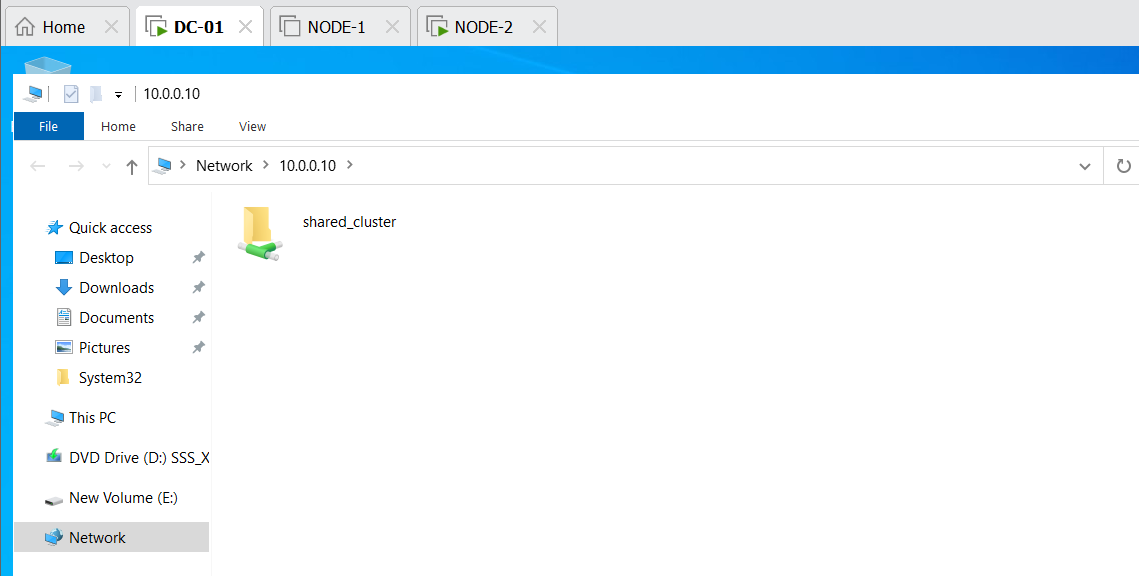 Home
DC-01
NODE-1
NODE-2
10.0.0.10
File
Home
Share
View
Network
10.0.0.10
Quick access
shared_cluster
Desktop
Downloads
Documents
Pictures
System32
This PC
DVD Drive (D:) SSS_X
New Volume (E:)
Network